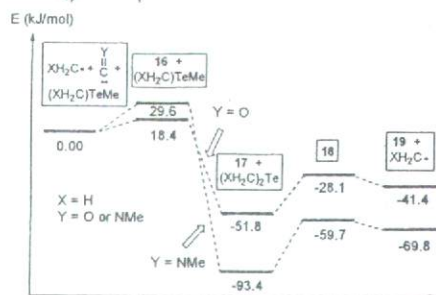 E (kJ/mol)
Y
XH₂C• + C +
(XH₂C)TeMe
16 +
(XH₂C)TeMe
29.6
18.4
0.00
Y = O
X = H
Y = O or NMe
17 +
(XH₂C)₂Te
-51.8
Y = NMe
-93.4
18
-28.1
-59.7
19 +
XH₂C•
-41.4
-69.8